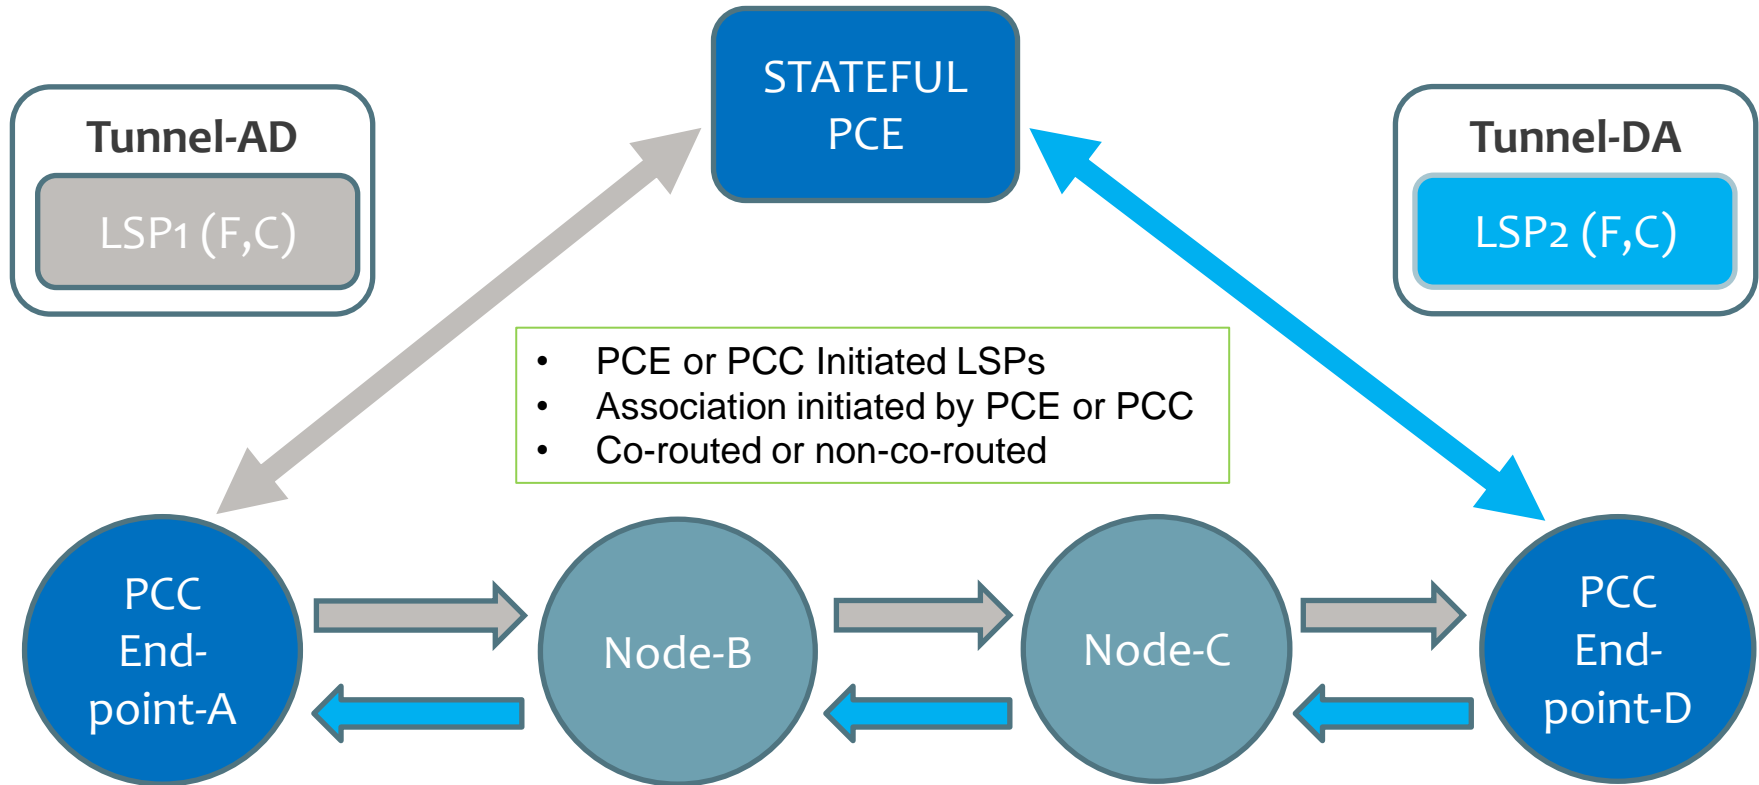 STATEFUL
PCE
Tunnel-AD
LSP1 (F,C)
Tunnel-DA
LSP2 (F,C)
• PCE or PCC Initiated LSPs
• Association initiated by PCE or PCC
• Co-routed or non-co-routed
PCC
End-
point-A
Node-B
Node-C
PCC
End-
point-D